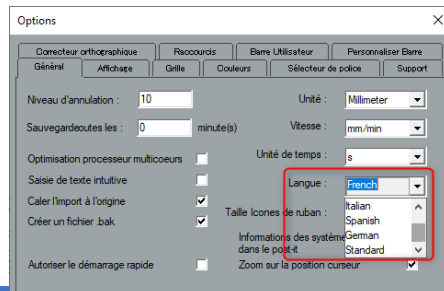 Options
Correcteur orthographique Raccourcis Barre Utilisateur Personnaliser Barre
Général Affichage Grille Couleurs Sélecteur de police Support
Niveau d'annulation : 10 Unité : Millimeter
Sauvegardeoutes les : 0 minute(s) Vitesse : mm/min
Optimisation processeur multicoeurs Unité de temps : s
Saisie de texte intuitive Langue : French
Caler l'import à l'origine Italian
Créer un fichier .bak Taille Icones de ruban : Spanish
Informations des système German
dans le post-it Standard
Autoriser le démarrage rapide Zoom sur la position curseur